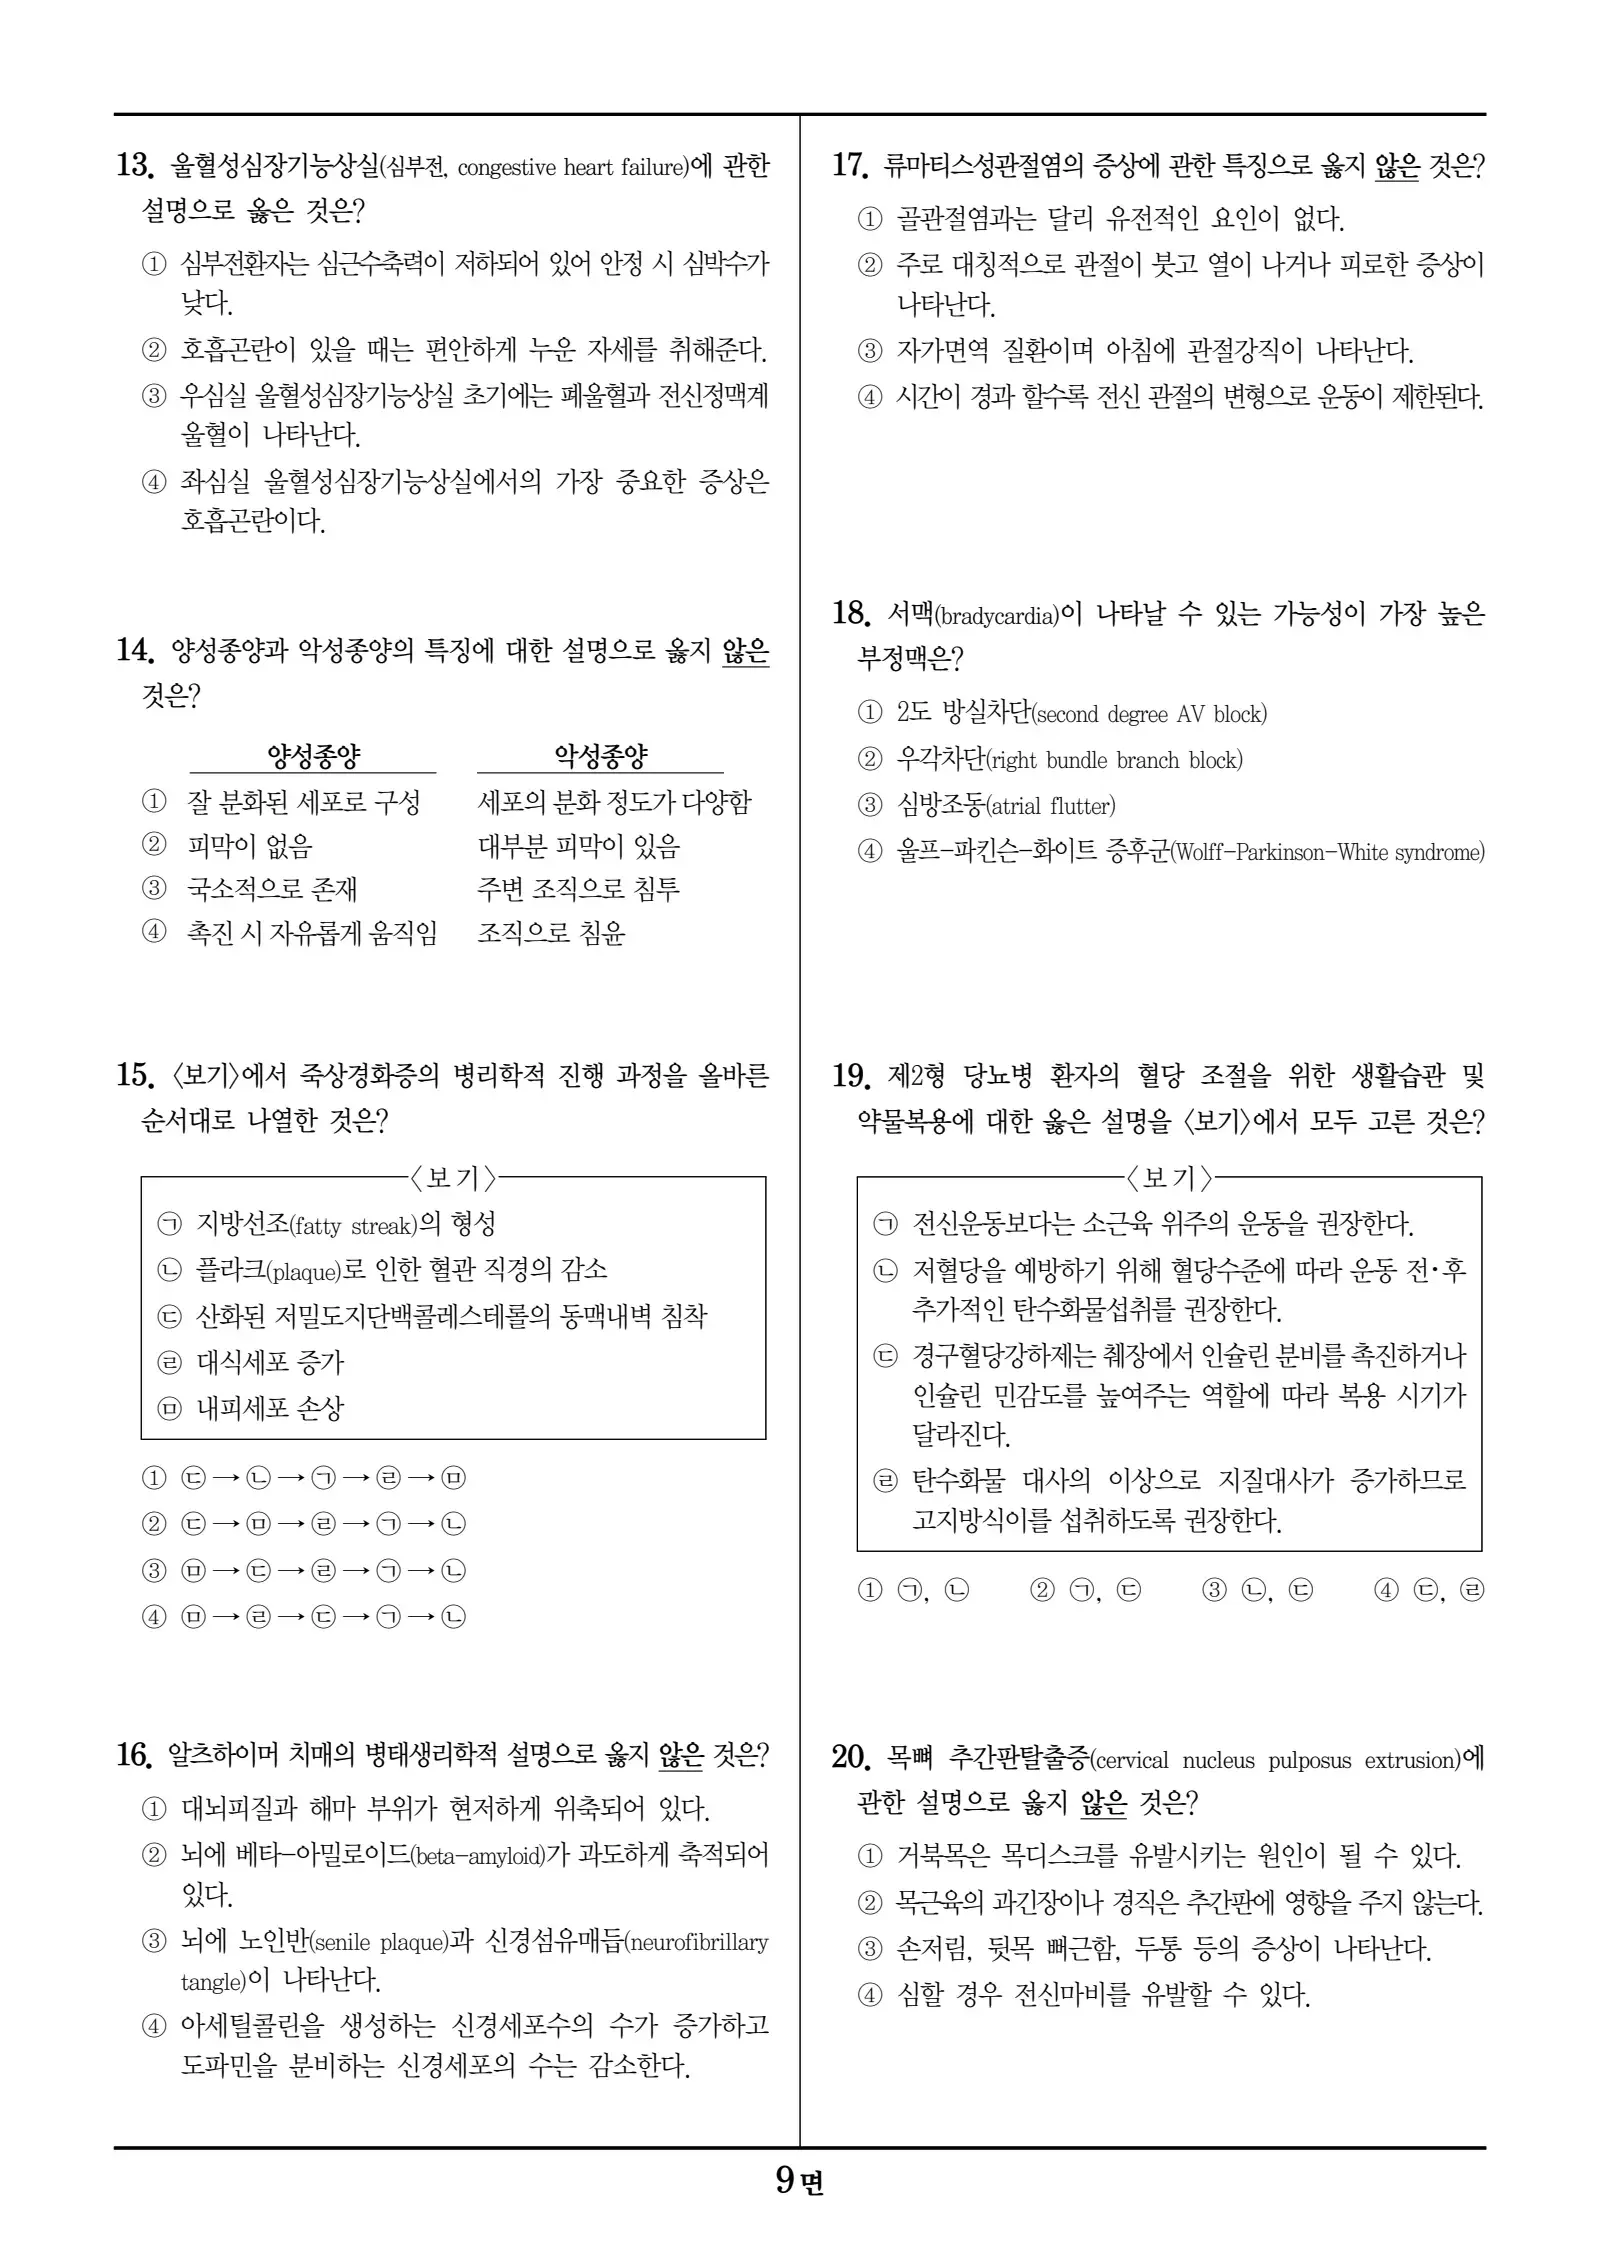 13. 울혈성심장기능상실(심부전, congestive heart failure)에 관한
설명으로 옳은 것은?
① 심부전환자는 심근수축력이 저하되어 있어 안정 시 심박수가
낮다.
② 호흡곤란이 있을 때는 편안하게 누운 자세를 취해준다.
③ 우심실 울혈성심장기능상실 초기에는 폐울혈과 전신정맥계
울혈이 나타난다.
④ 좌심실 울혈성심장기능상실에서의 가장 중요한 증상은
호흡곤란이다.
14. 양성종양과 악성종양의 특징에 대한 설명으로 옳지 않은
것은?
양성종양 악성종양
① 잘 분화된 세포로 구성 세포의 분화 정도가 다양함
② 피막이 없음 대부분 피막이 있음
③ 국소적으로 존재 주변 조직으로 침투
④ 촉진 시 자유롭게 움직임 조직으로 침윤
15. 〈보기〉에서 죽상경화증의 병리학적 진행 과정을 올바른
순서대로 나열한 것은?
〈보기〉
㉠ 지방선조(fatty streak)의 형성
㉡ 플라크(plaque)로 인한 혈관 직경의 감소
㉢ 산화된 저밀도지단백콜레스테롤의 동맥내벽 침착
㉣ 대식세포 증가
㉤ 내피세포 손상
① ㉢→㉡→㉠→㉣→㉤
② ㉢→㉤→㉣→㉠→㉡
③ ㉤→㉢→㉣→㉠→㉡
④ ㉤→㉣→㉢→㉠→㉡
16. 알츠하이머 치매의 병태생리학적 설명으로 옳지 않은 것은?
① 대뇌피질과 해마 부위가 현저하게 위축되어 있다.
② 뇌에 베타-아밀로이드(beta-amyloid)가 과도하게 축적되어
있다.
③ 뇌에 노인반(senile plaque)과 신경섬유매듭(neurofibrillary
tangle)이 나타난다.
④ 아세틸콜린을 생성하는 신경세포수의 수가 증가하고
도파민을 분비하는 신경세포의 수는 감소한다.
17. 류마티스성관절염의 증상에 관한 특징으로 옳지 않은 것은?
① 골관절염과는 달리 유전적인 요인이 없다.
② 주로 대칭적으로 관절이 붓고 열이 나거나 피로한 증상이
나타난다.
③ 자가면역 질환이며 아침에 관절강직이 나타난다.
④ 시간이 경과 할수록 전신 관절의 변형으로 운동이 제한된다.
18. 서맥(bradycardia)이 나타날 수 있는 가능성이 가장 높은
부정맥은?
① 2도 방실차단(second degree AV block)
② 우각차단(right bundle branch block)
③ 심방조동(atrial flutter)
④ 울프-파킨슨-화이트 증후군(Wolff-Parkinson-White syndrome)
19. 제2형 당뇨병 환자의 혈당 조절을 위한 생활습관 및
약물복용에 대한 옳은 설명을 〈보기〉에서 모두 고른 것은?
〈보기〉
㉠ 전신운동보다는 소근육 위주의 운동을 권장한다.
㉡ 저혈당을 예방하기 위해 혈당수준에 따라 운동 전·후
추가적인 탄수화물섭취를 권장한다.
㉢ 경구혈당강하제는 췌장에서 인슐린 분비를 촉진하거나
인슐린 민감도를 높여주는 역할에 따라 복용 시기가
달라진다.
㉣ 탄수화물 대사의 이상으로 지질대사가 증가하므로
고지방식이를 섭취하도록 권장한다.
① ㉠, ㉡ ② ㉠, ㉢ ③ ㉡, ㉢ ④ ㉢, ㉣
20. 목뼈 추간판탈출증(cervical nucleus pulposus extrusion)에
관한 설명으로 옳지 않은 것은?
① 거북목은 목디스크를 유발시키는 원인이 될 수 있다.
② 목근육의 과긴장이나 경직은 추간판에 영향을 주지 않는다.
③ 손저림, 뒷목 뻐근함, 두통 등의 증상이 나타난다.
④ 심할 경우 전신마비를 유발할 수 있다.
9면